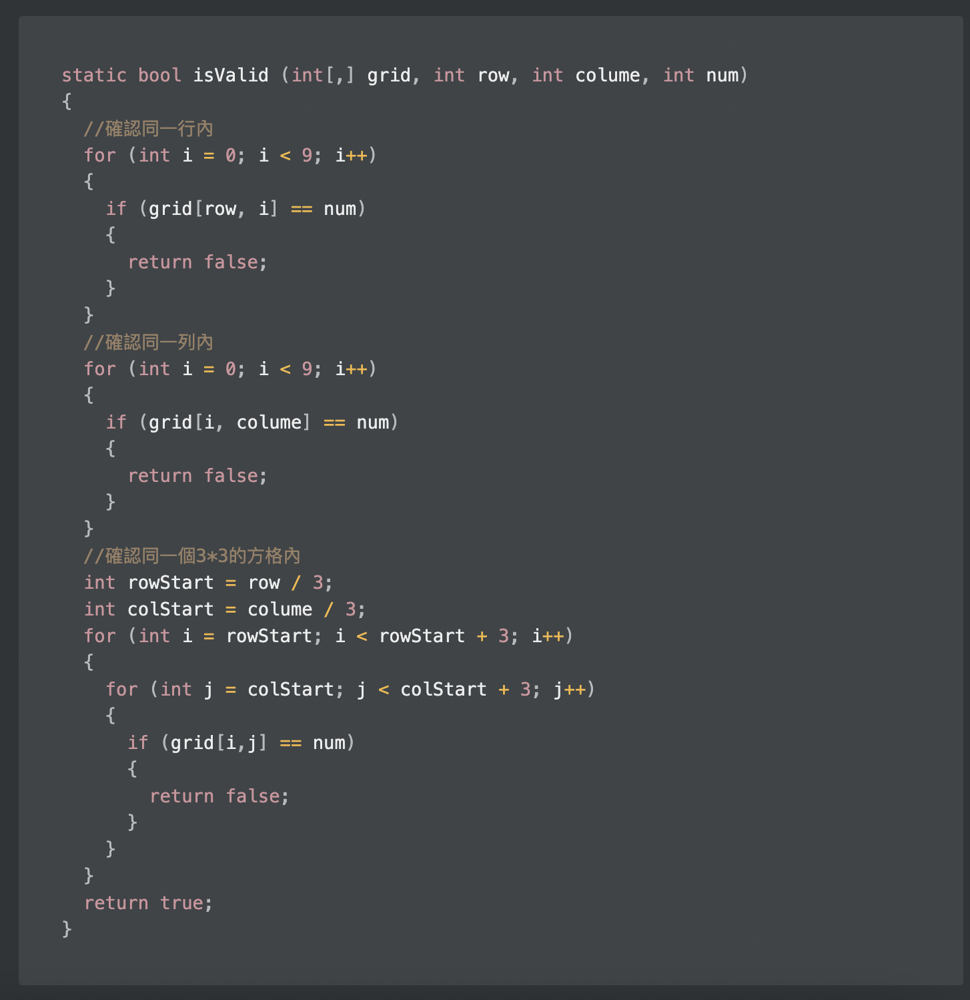 static bool isValid (int[,] grid, int row, int colume, int num)
{
  //確認同一行內
  for (int i = 0; i < 9; i++)
  {
    if (grid[row, i] == num)
    {
      return false;
    }
  }
  //確認同一列內
  for (int i = 0; i < 9; i++)
  {
    if (grid[i, colume] == num)
    {
      return false;
    }
  }
  //確認同一個3*3的方格內
  int rowStart = row / 3;
  int colStart = colume / 3;
  for (int i = rowStart; i < rowStart + 3; i++)
  {
    for (int j = colStart; j < colStart + 3; j++)
    {
      if (grid[i,j] == num)
      {
        return false;
      }
    }
  }
  return true;
}